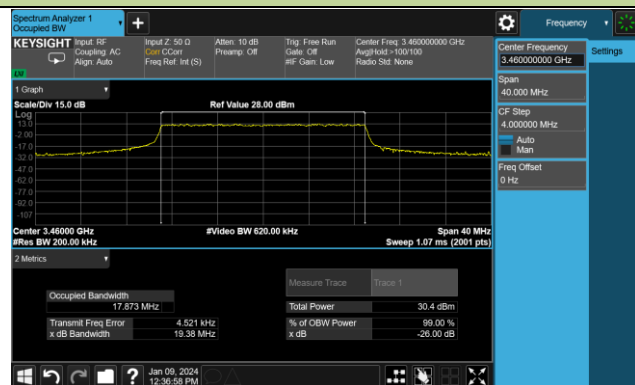 Spectrum Analyzer 1
Occupied BW
Frequency
KEYSIGHT
Input: RF
Coupling: AC
Align: Auto
Input Z: 50 Ω
Corr CCorr
Freq Ref: Int (S)
Atten: 10 dB
Preamp: Off
Trig: Free Run
Gate: Off
#IF Gain: Low
Center Freq: 3.460000000 GHz
Avg|Hold:>100/100
Radio Std: None
Center Frequency
3.460000000 GHz
Settings
Span
40.000 MHz
CF Step
4.000000 MHz
Auto
Man
Freq Offset
0 Hz
1 Graph
Scale/Div 15.0 dB
Ref Value 28.00 dBm
Log
13.0
-2.00
-17.0
-32.0
-47.0
-62.0
-77.0
-92.0
-107
Center 3.46000 GHz
#Video BW 620.00 kHz
Span 40 MHz
#Res BW 200.00 kHz
Sweep 1.07 ms (2001 pts)
2 Metrics
Measure Trace
Trace 1
Occupied Bandwidth
17.873 MHz
Total Power
30.4 dBm
Transmit Freq Error
4.521 kHz
% of OBW Power
99.00 %
x dB Bandwidth
19.38 MHz
x dB
-26.00 dB
?
Jan 09, 2024
12:36:58 PM